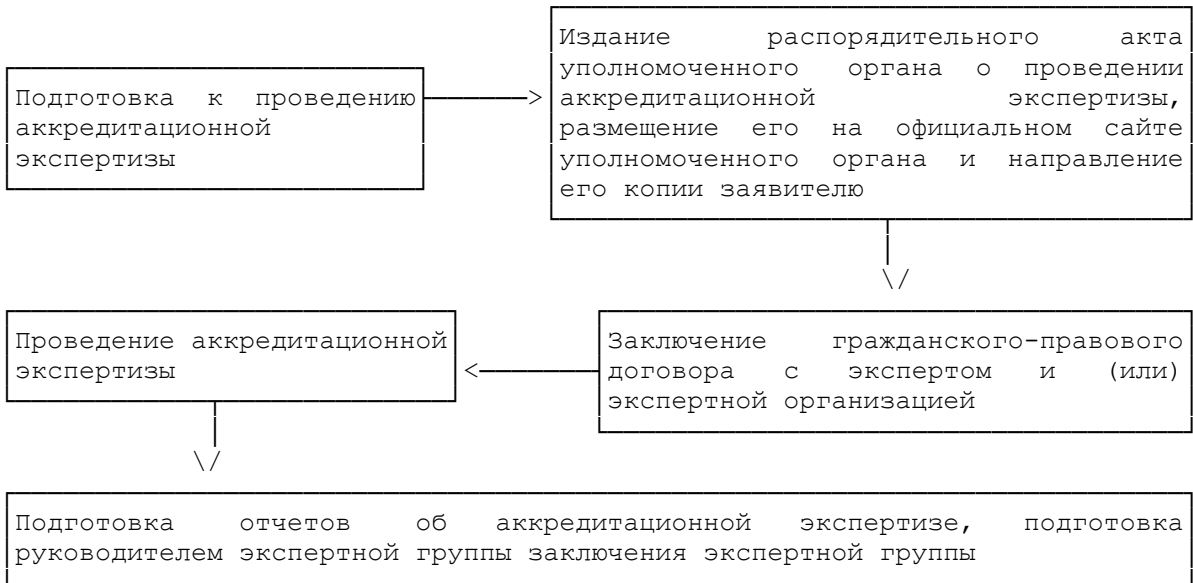 Подготовка к проведению
аккредитационной
экспертизы
Издание распорядительного акта
уполномоченного органа о проведении
аккредитационной экспертизы,
размещение его на официальном сайте
уполномоченного органа и направление
его копии заявителю
Заключение гражданского-правового
договора с экспертом и (или)
экспертной организацией
Проведение аккредитационной
экспертизы
Подготовка отчетов об аккредитационной экспертизе, подготовка
руководителем экспертной группы заключения экспертной группы